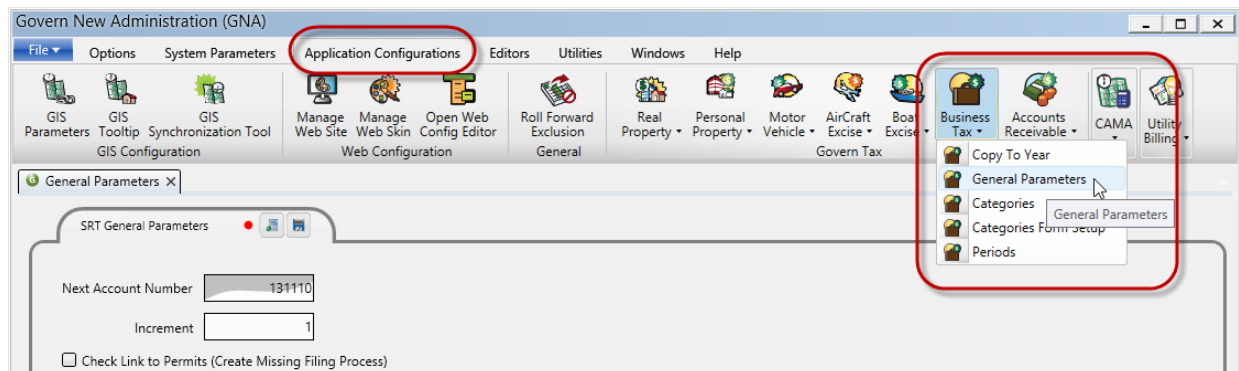 Govern New Administration (GNA)
File Options System Parameters Application Configurations Editors Utilities Windows Help
GIS Parameters
GIS Tooltip
GIS Synchronization Tool
GIS Configuration
Manage Web Site
Manage Web Skin
Open Web Config Editor
Web Configuration
Roll Forward Exclusion
General
Real Property
Personal Property
Motor Vehicle
AirCraft Excise
Boat Excise
Business Tax
Accounts Receivable
Govern Tax
CAMA
Utility Billing
Copy To Year
General Parameters
Categories
General Parameters
Categories Form Setup
Periods
General Parameters X
SRT General Parameters
Next Account Number 131110
Increment 1
Check Link to Permits (Create Missing Filing Process)